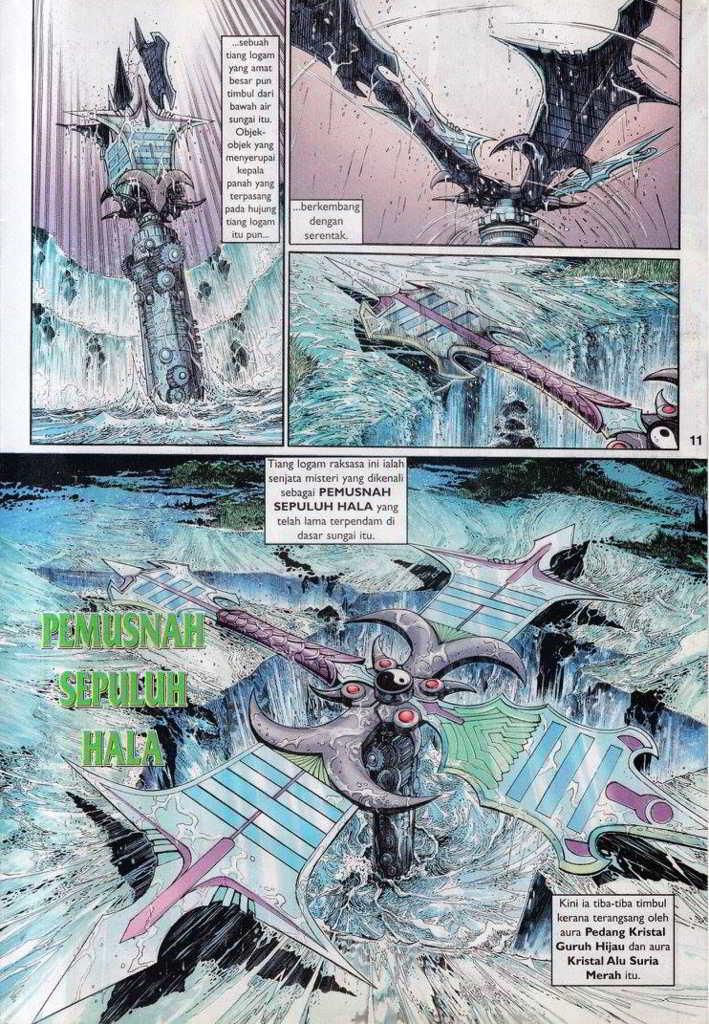 ...sebuah
tiang logam
yang amat
besar pun
timbul dari
bawah air
sungai itu.
Objek-
objek yang
menyerupai
kepala
panah yang
terpasang
pada hujung
tiang logam
itu pun...
...berkembang
dengan
serentak.
11
Tiang logam raksasa ini ialah
senjata misteri yang dikenali
sebagai PEMUSNAH
SEPULUH HALA yang
telah lama terpendam di
dasar sungai itu.
PEMUSNAH
SEPULUH
HALA
Kini ia tiba-tiba timbul
kerana terangsang oleh
aura Pedang Kristal
Guruh Hijau dan aura
Kristal Alu Suria
Merah itu.